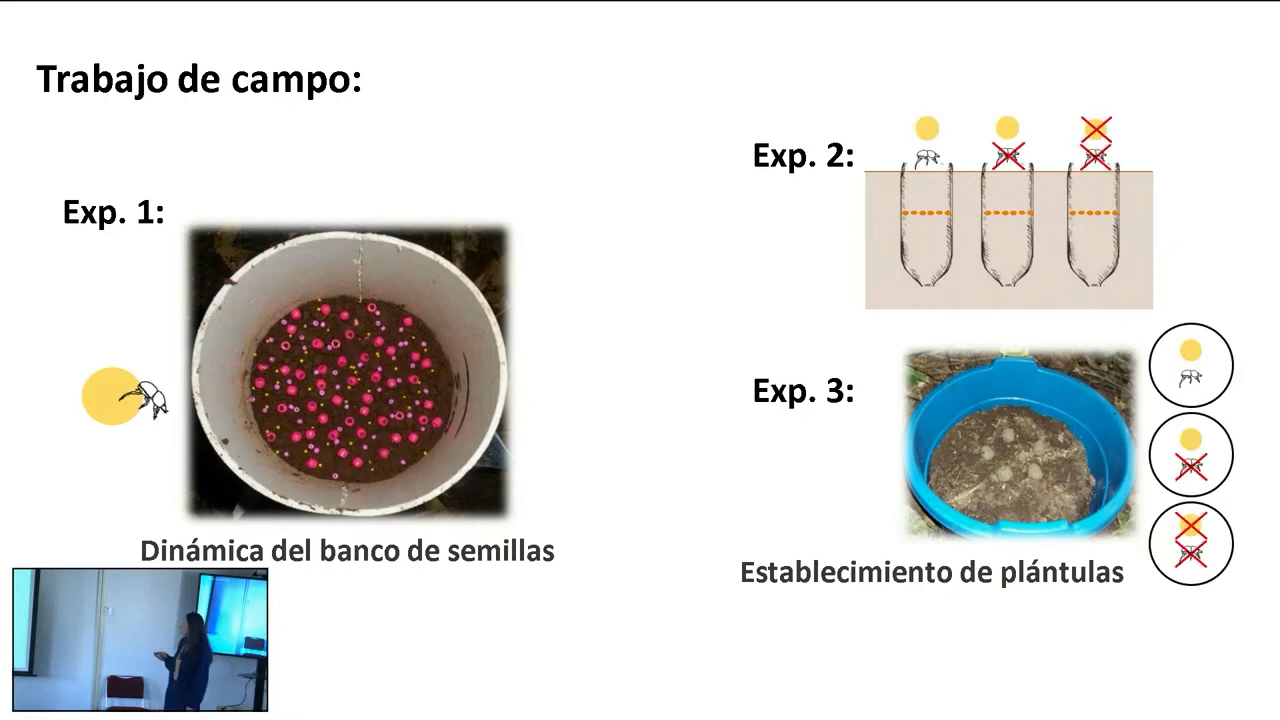 Trabajo de campo:
Exp. 1:
Dinámica del banco de semillas
Exp. 2:
Exp. 3:
Establecimiento de plántulas